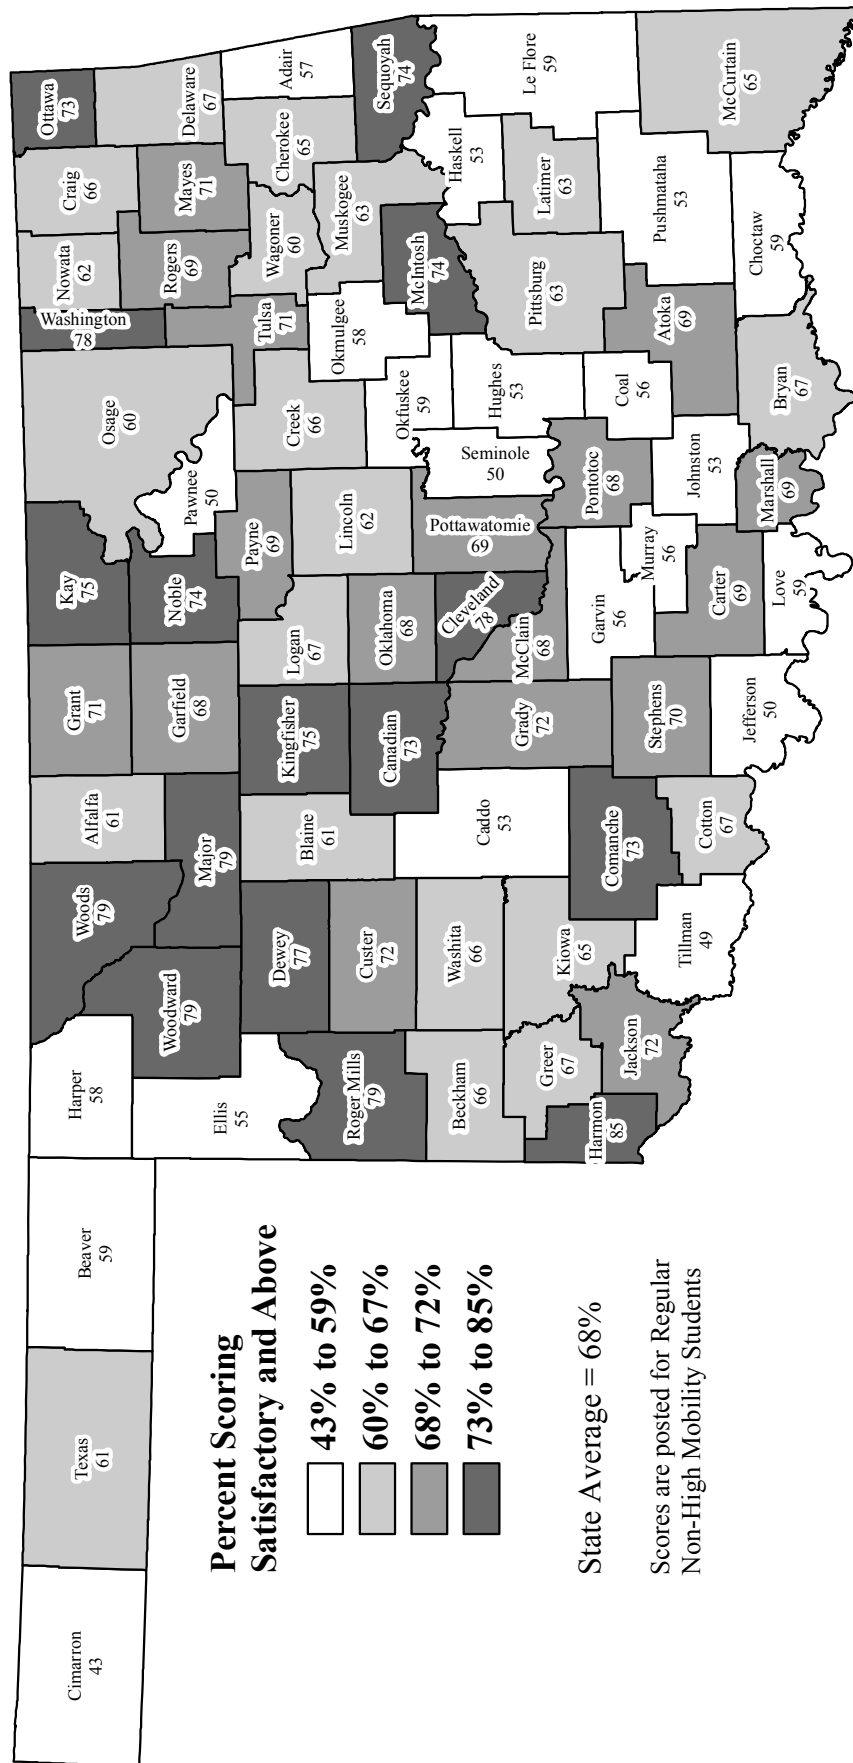 Cimarron
43
Texas
61
Beaver
59
Harper
58
Woods
79
Alfalfa
61
Grant
71
Kay
75
Osage
60
Washington
78
Nowata
62
Craig
66
Ottawa
73
Ellis
55
Woodward
79
Major
79
Garfield
68
Noble
74
Pawnee
50
Rogers
69
Mayes
71
Delaware
67
Roger Mills
79
Dewey
77
Blaine
61
Kingfisher
75
Logan
67
Payne
69
Creek
66
Tulsa
71
Wagoner
60
Cherokee
65
Adair
57
Custer
72
Canadian
73
Oklahoma
68
Lincoln
62
Okfuskee
59
Okmulgee
58
Muskogee
63
Sequoyah
74
Beckham
66
Washita
66
Caddo
53
Grady
72
McClain
68
Cleveland
78
Pottawatomie
69
Seminole
50
Hughes
53
McIntosh
74
Haskell
53
Le Flore
59
Harmon
85
Greer
67
Kiowa
65
Comanche
73
Stephens
70
Garvin
56
Murray
56
Pontotoc
68
Coal
56
Pittsburg
63
Latimer
63
Jackson
72
Tillman
49
Cotton
67
Jefferson
50
Carter
69
Love
59
Johnston
53
Marshall
69
Atoka
69
Bryan
67
Pushmataha
53
Choctaw
59
McCurtain
65
Percent Scoring
Satisfactory and Above
43% to 59%
60% to 67%
68% to 72%
73% to 85%
State Average = 68%
Scores are posted for Regular
Non-High Mobility Students